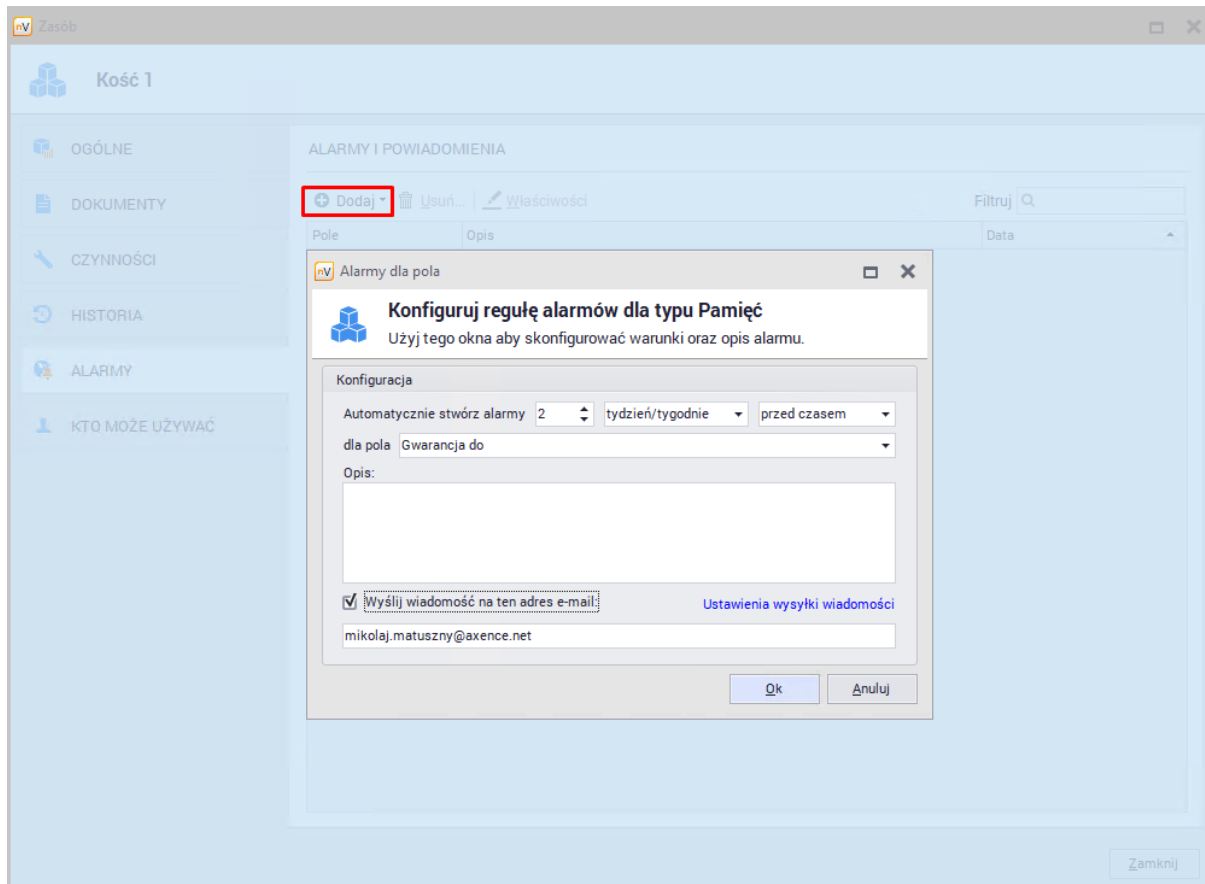 nV Zasób
Kość 1
OGÓLNE
DOKUMENTY
CZYNNOŚCI
HISTORIA
ALARMY
KTO MOŻE UŻYWAĆ
ALARMY I POWIADOMIENIA
Dodaj Usuń... Właściwości Filtruj
Pole Opis Data
nV Alarmy dla pola
Konfiguruj regułę alarmów dla typu Pamięć
Użyj tego okna aby skonfigurować warunki oraz opis alarmu.
Konfiguracja
Automatycznie stwórz alarmy 2 tydzień/tygodnie przed czasem
dla pola Gwarancja do
Opis:
Wyślij wiadomość na ten adres e-mail: Ustawienia wysyłki wiadomości
mikolaj.matuszny@axence.net
Ok Anuluj
Zamknij